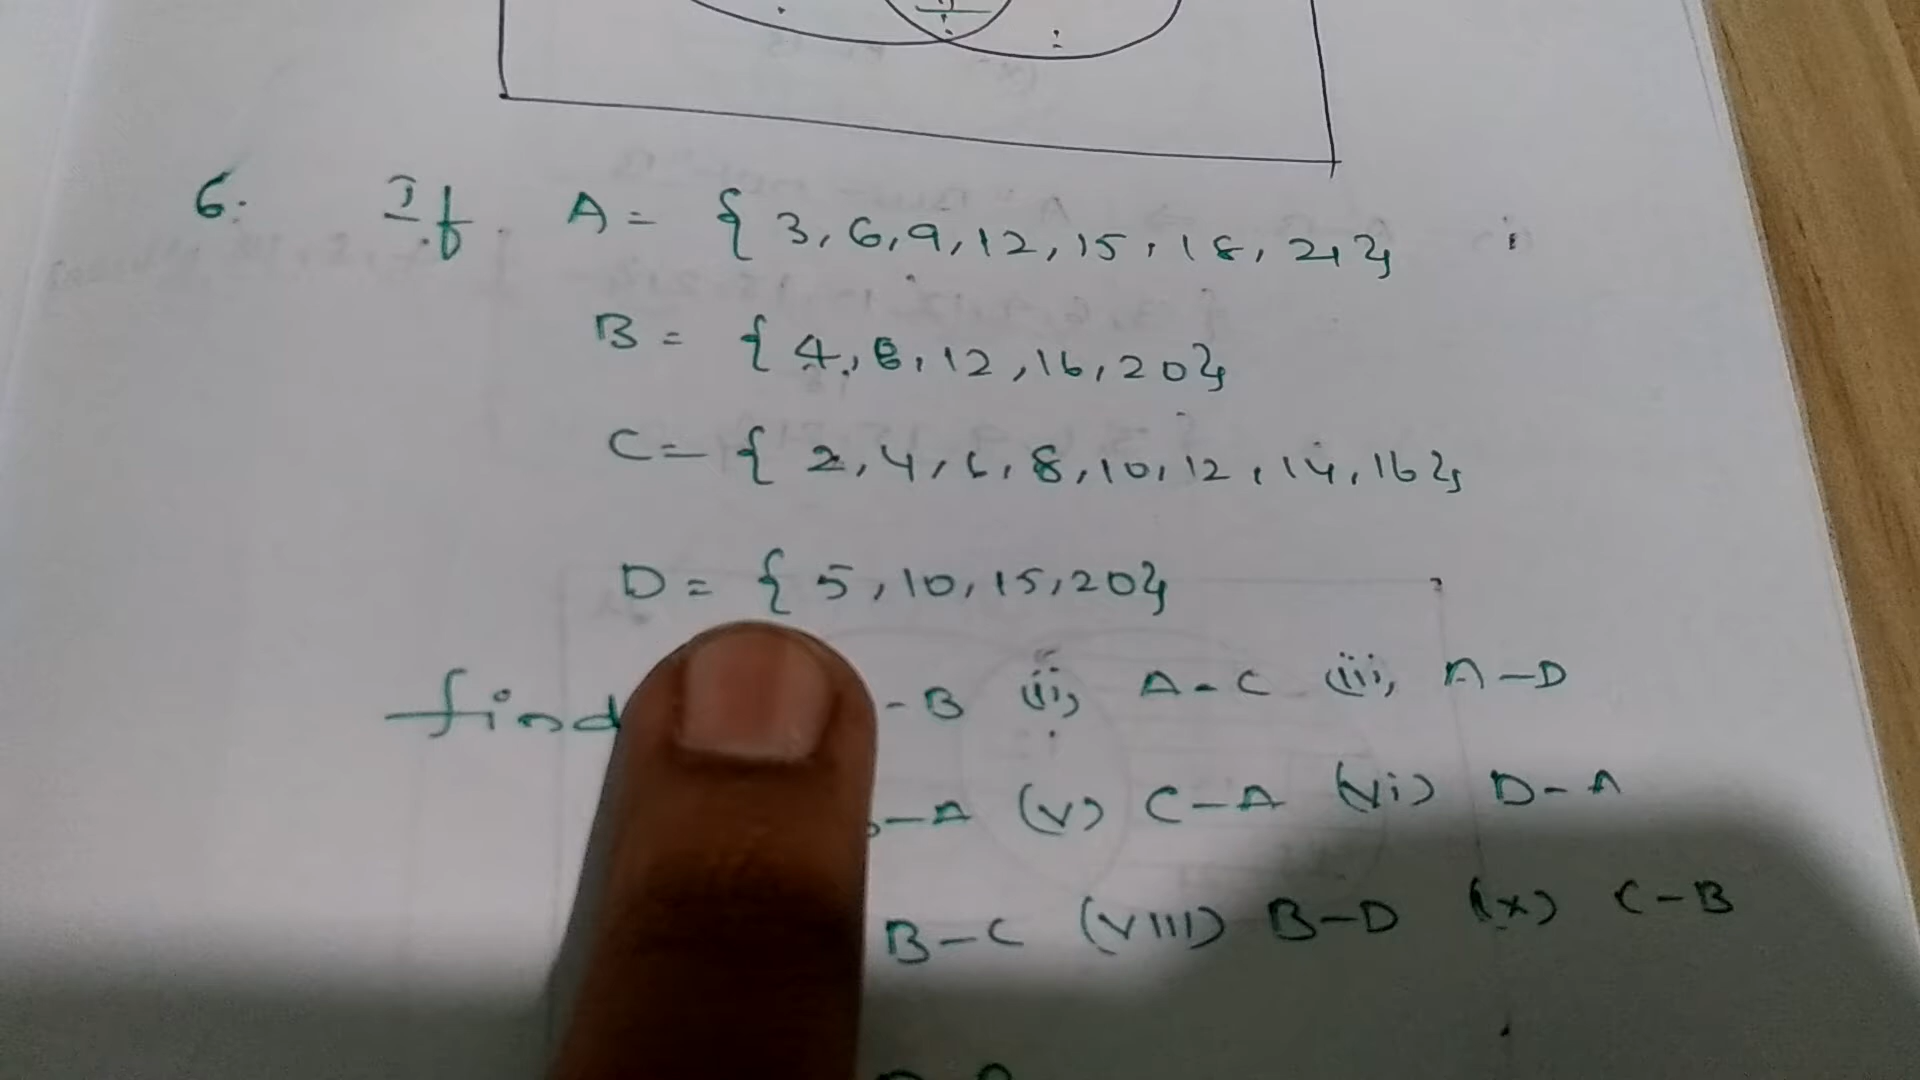 6. If A = { 3, 6, 9, 12, 15, 18, 21}
B = { 4, 8, 12, 16, 20}
C = { 2, 4, 6, 8, 10, 12, 14, 16}
D = { 5, 10, 15, 20}
find - B (ii) A - C (iii) A - D
- A (v) C - A (vi) D - A
B - C (viii) B - D (ix) C - B